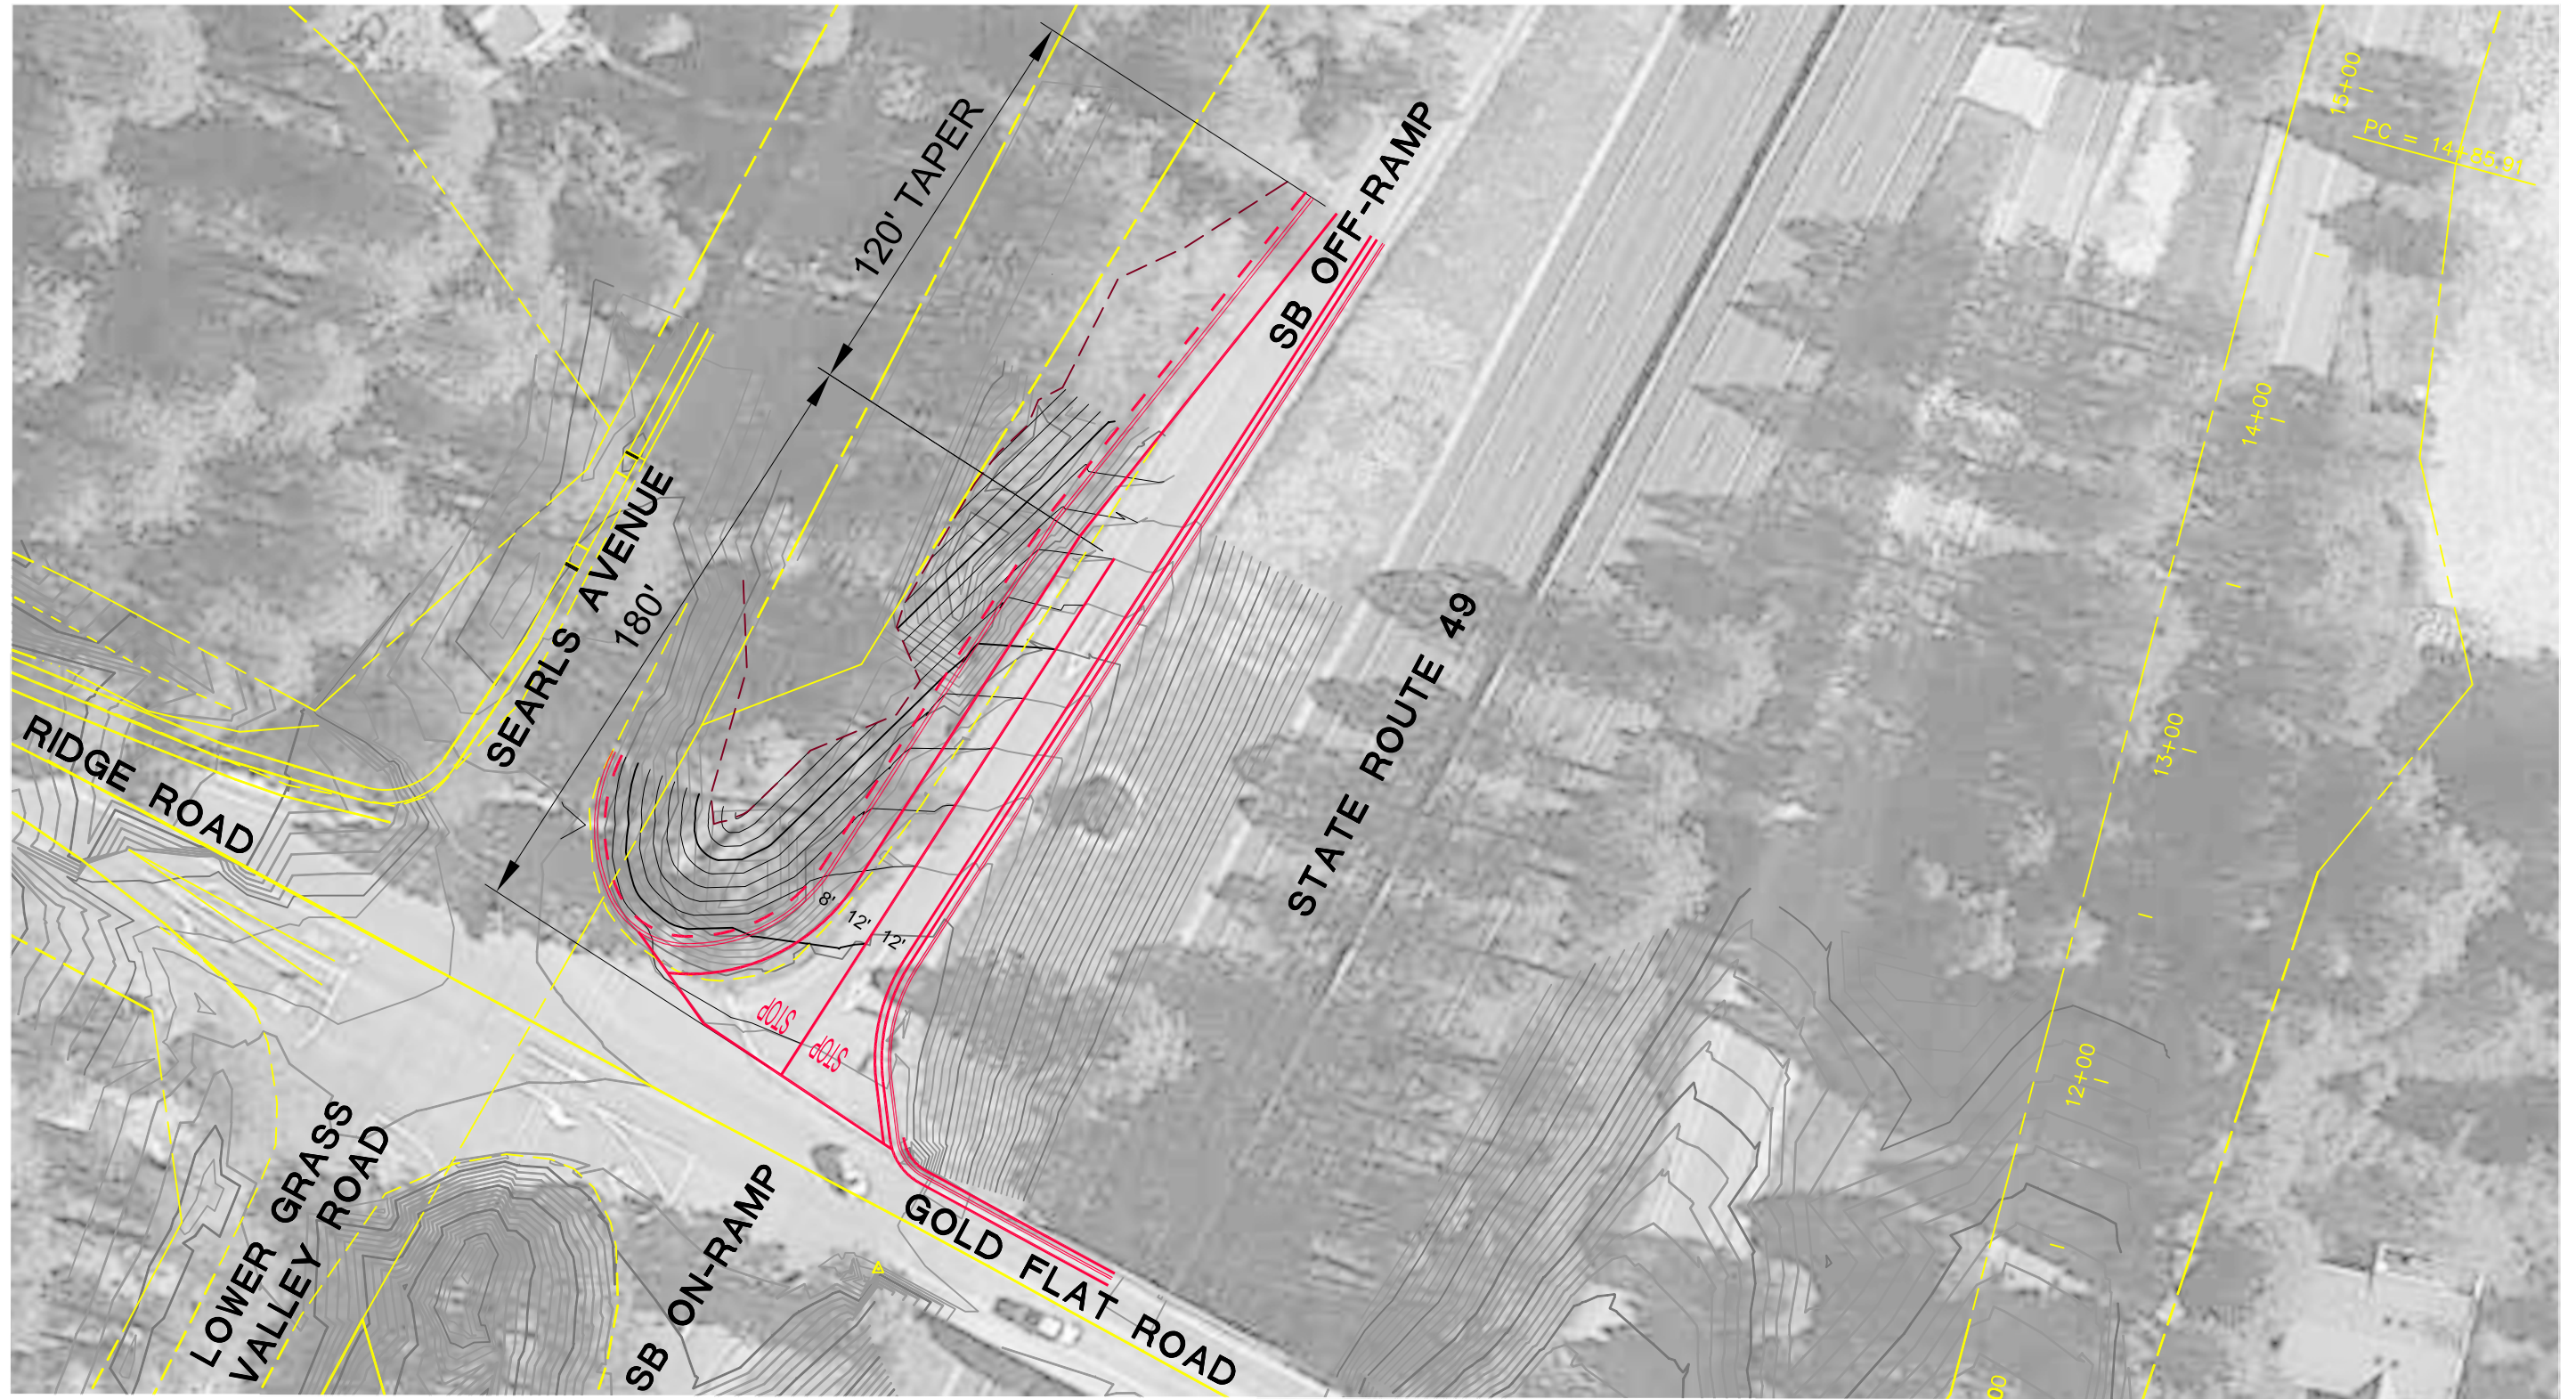 120' TAPER
SB OFF-RAMP
15+00
PC = 14+85.91
14+00
SEARLS AVENUE
180'
STATE ROUTE 49
13+00
RIDGE ROAD
8'
12'
12'
STOP
STOP
12+00
LOWER GRASS
VALLEY ROAD
SB ON-RAMP
GOLD FLAT ROAD
00